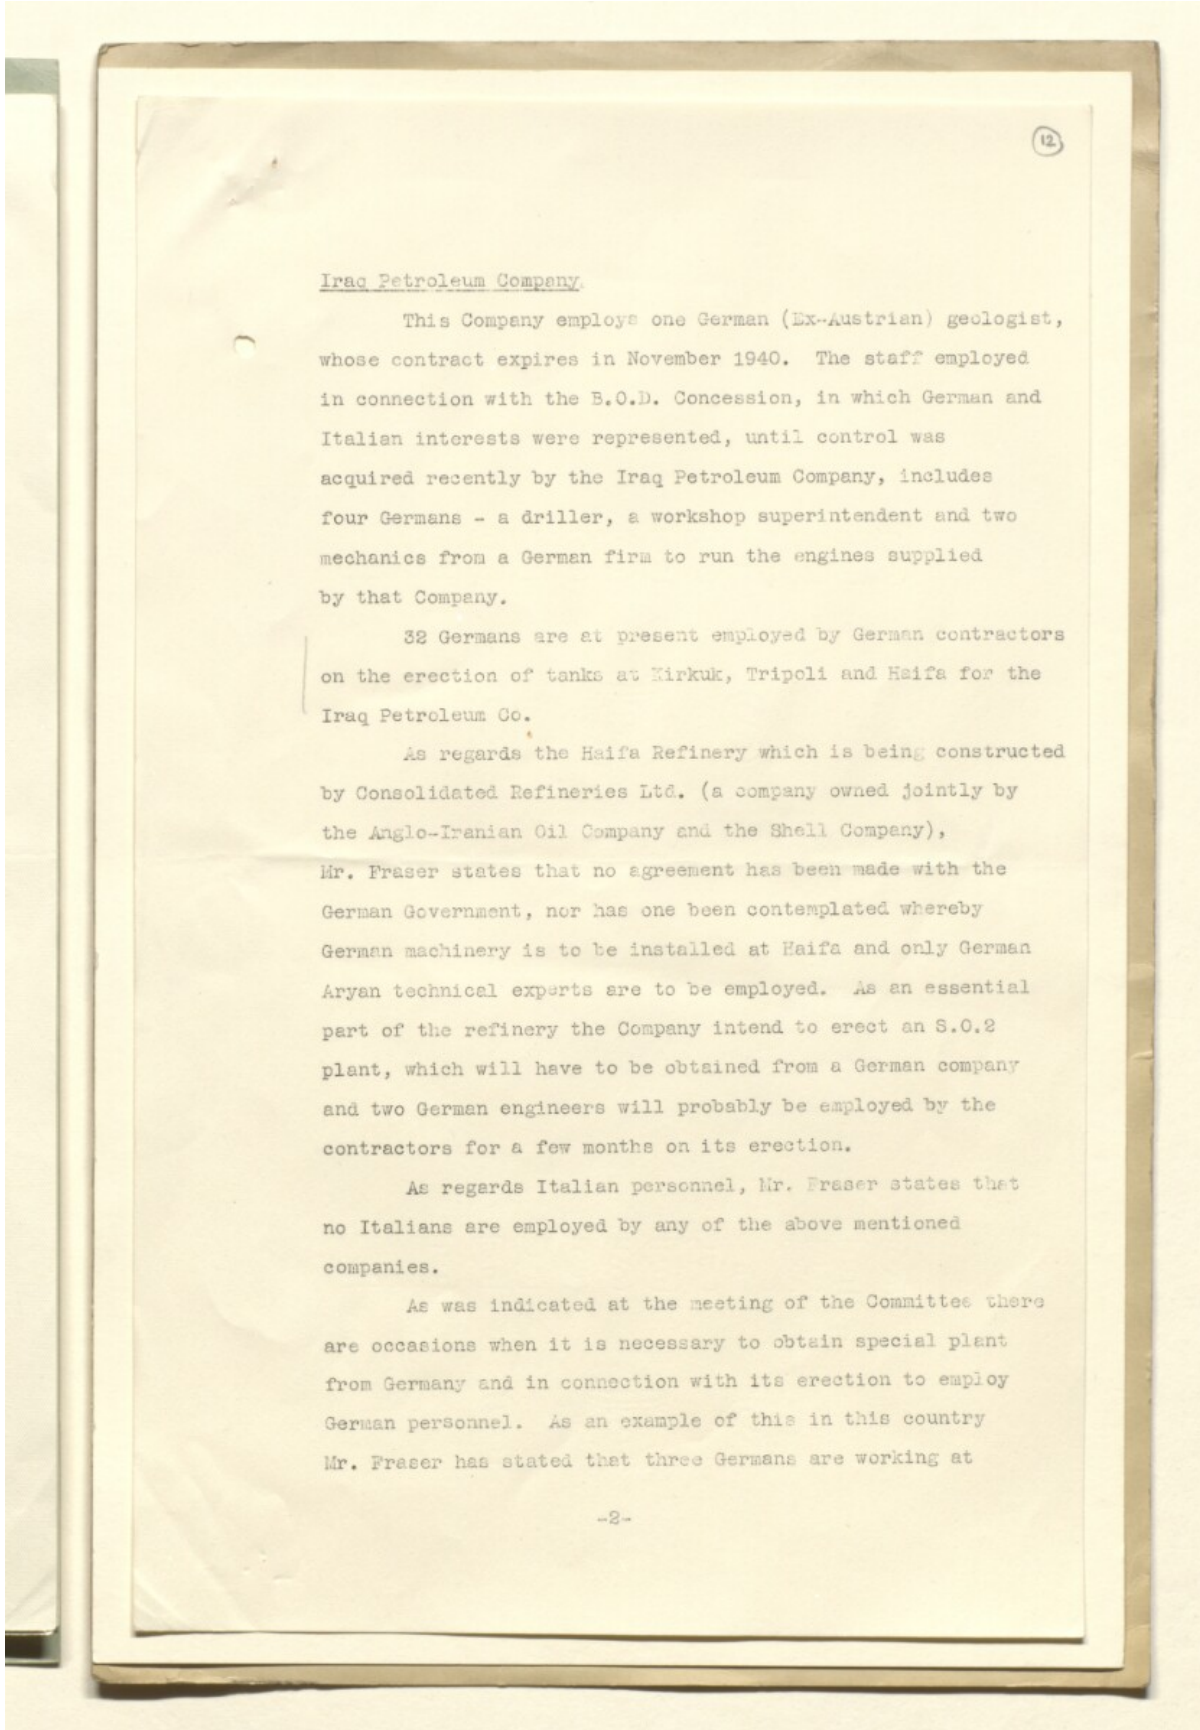 12
Iraq Petroleum Company.
This Company employs one German (Ex-Austrian) geologist,
whose contract expires in November 1940. The staff employed
in connection with the B.O.D. Concession, in which German and
Italian interests were represented, until control was
acquired recently by the Iraq Petroleum Company, includes
four Germans - a driller, a workshop superintendent and two
mechanics from a German firm to run the engines supplied
by that Company.
32 Germans are at present employed by German contractors
on the erection of tanks at Kirkuk, Tripoli and Haifa for the
Iraq Petroleum Co.
As regards the Haifa Refinery which is being constructed
by Consolidated Refineries Ltd. (a company owned jointly by
the Anglo-Iranian Oil Company and the Shell Company),
Mr. Fraser states that no agreement has been made with the
German Government, nor has one been contemplated whereby
German machinery is to be installed at Haifa and only German
Aryan technical experts are to be employed. As an essential
part of the refinery the Company intend to erect an S.O.2
plant, which will have to be obtained from a German company
and two German engineers will probably be employed by the
contractors for a few months on its erection.
As regards Italian personnel, Mr. Fraser states that
no Italians are employed by any of the above mentioned
companies.
As was indicated at the meeting of the Committee there
are occasions when it is necessary to obtain special plant
from Germany and in connection with its erection to employ
German personnel. As an example of this in this country
Mr. Fraser has stated that three Germans are working at
-2-